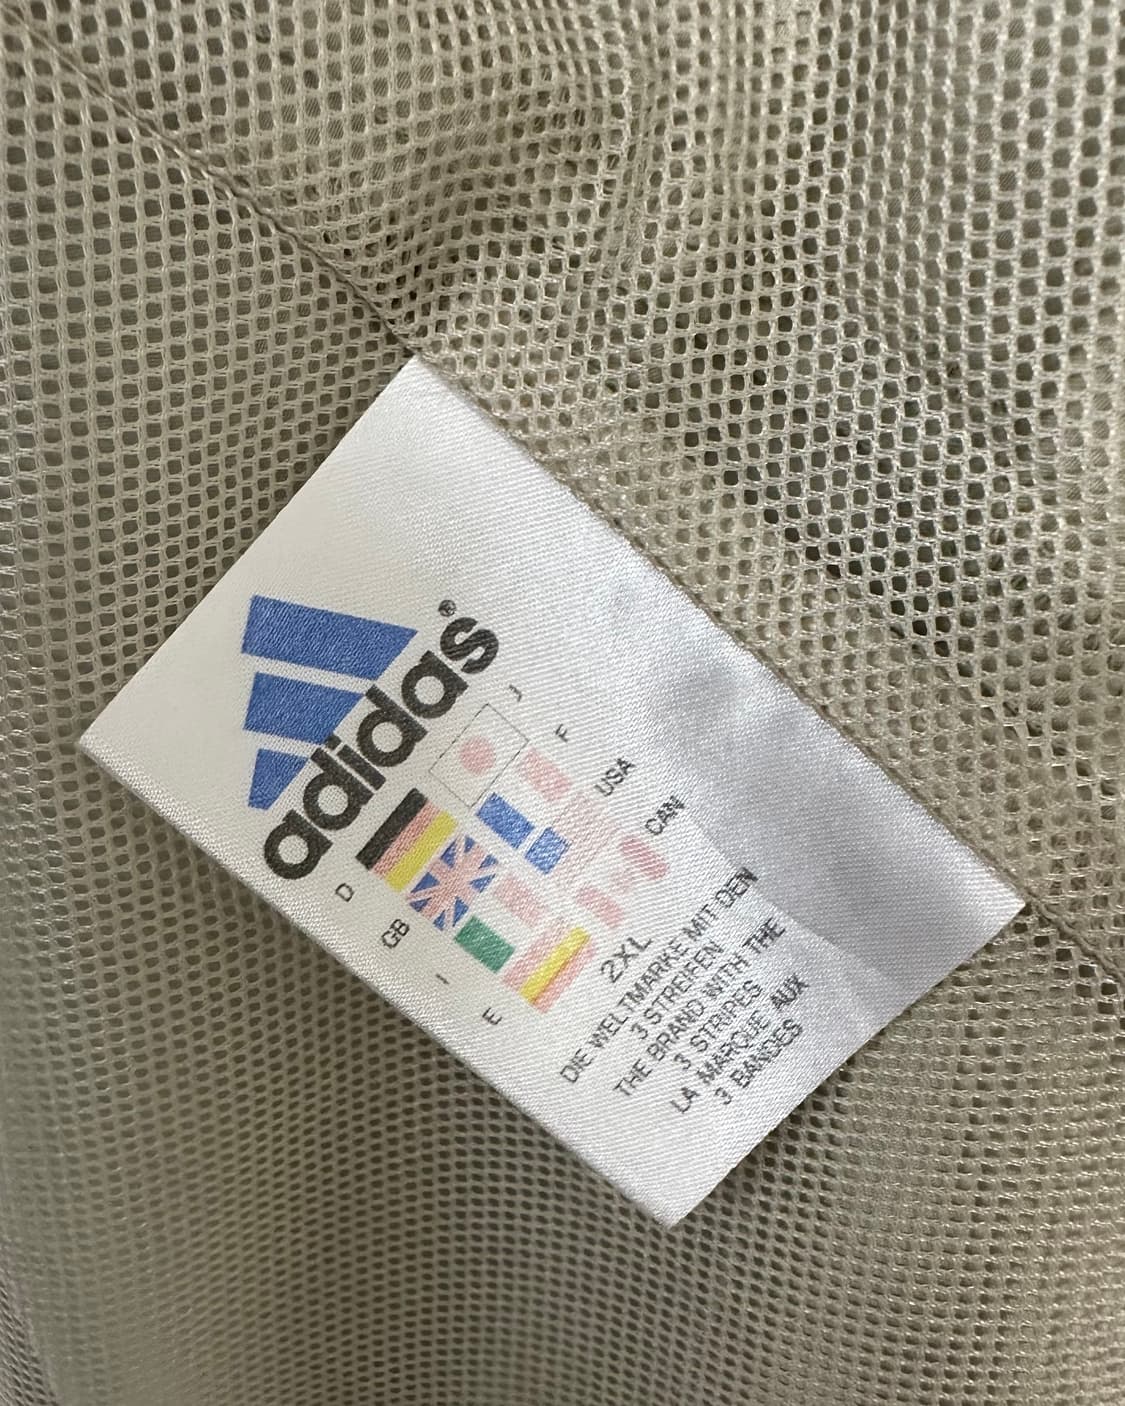 adidas®
J
F
USA
CAN
D
GB
I
E
2XL
DIE WELTMARKE MIT DEN
3 STREIFEN
THE BRAND WITH THE
3 STRIPES
LA MARQUE AUX
3 BANDES